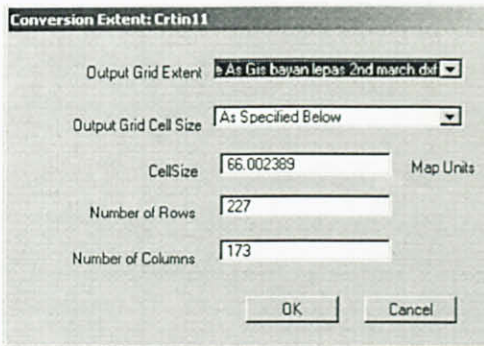 Conversion Extent: Crtin11
Output Grid Extent e As Gis bayan lepas 2nd march dxf
Output Grid Cell Size As Specified Below
CellSize 66.002389 Map Units
Number of Rows 227
Number of Columns 173
OK Cancel